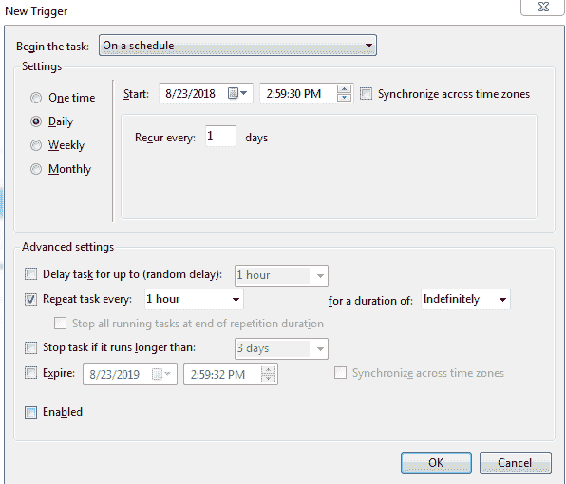 New Trigger
Begin the task: On a schedule
Settings
One time
Daily
Weekly
Monthly
Start: 8/23/2018 2:59:30 PM Synchronize across time zones
Recur every: 1 days
Advanced settings
Delay task for up to (random delay): 1 hour
Repeat task every: 1 hour for a duration of: Indefinitely
Stop all running tasks at end of repetition duration
Stop task if it runs longer than: 3 days
Expire: 8/23/2019 2:59:32 PM Synchronize across time zones
Enabled
OK Cancel